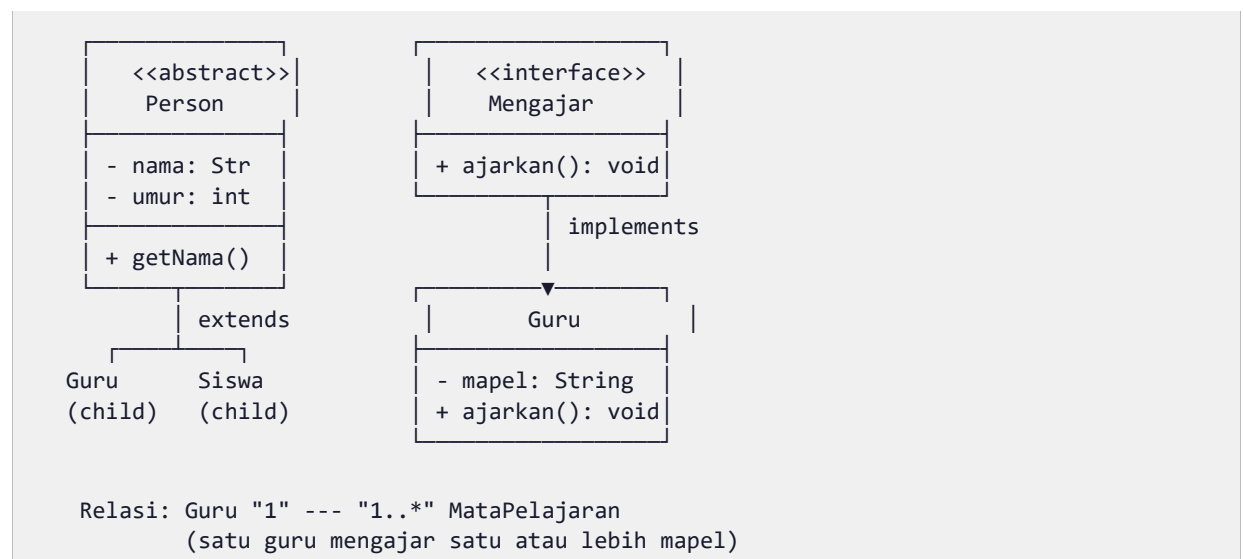 <<abstract>> <<interface>>
Person Mengajar
- nama: Str + ajarkan(): void
- umur: int
implements
+ getNama()
extends Guru
Guru Siswa - mapel: String
(child) (child) + ajarkan(): void
Relasi: Guru "1" --- "1..*" MataPelajaran
(satu guru mengajar satu atau lebih mapel)